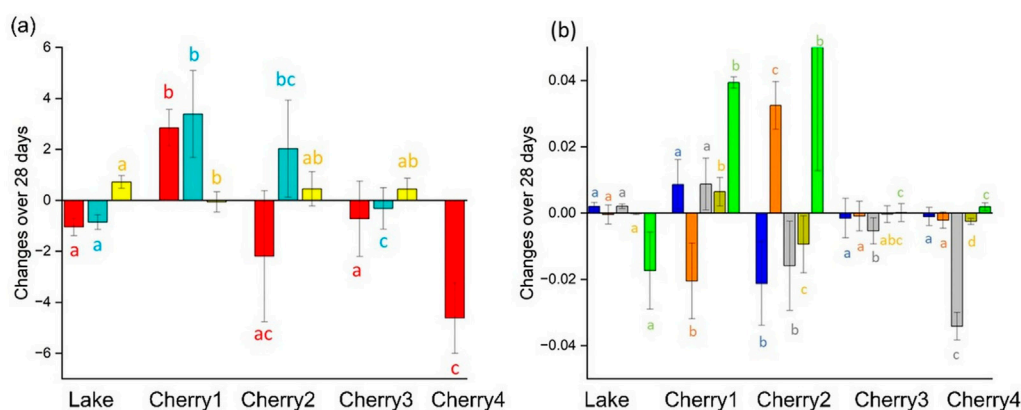 (a)
Changes over 28 days
6
4
2
0
−2
−4
−6
a
a
a
b
b
b
ac
bc
ab
a
c
ab
c
Lake
Cherry1
Cherry2
Cherry3
Cherry4
(b)
Changes over 28 days
0.04
0.02
0.00
−0.02
−0.04
a
a
a
a
a
a
b
a
b
b
b
c
b
c
b
a
a
b
abc
c
a
a
c
d
c
Lake
Cherry1
Cherry2
Cherry3
Cherry4